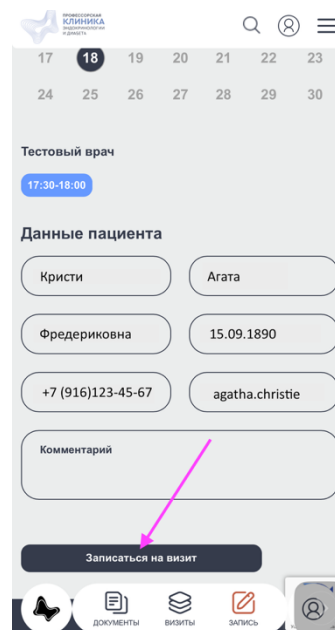 ПРОФЕССОРСКАЯ
КЛИНИКА
ЭНДОКРИНОЛОГИИ
И ДИАБЕТА
17 18 19 20 21 22 23
24 25 26 27 28 29 30
Тестовый врач
17:30-18:00
Данные пациента
Кристи Агата
Фредериковна 15.09.1890
+7 (916)123-45-67 agatha.christie
Комментарий
Записаться на визит
ДОКУМЕНТЫ ВИЗИТЫ ЗАПИСЬ